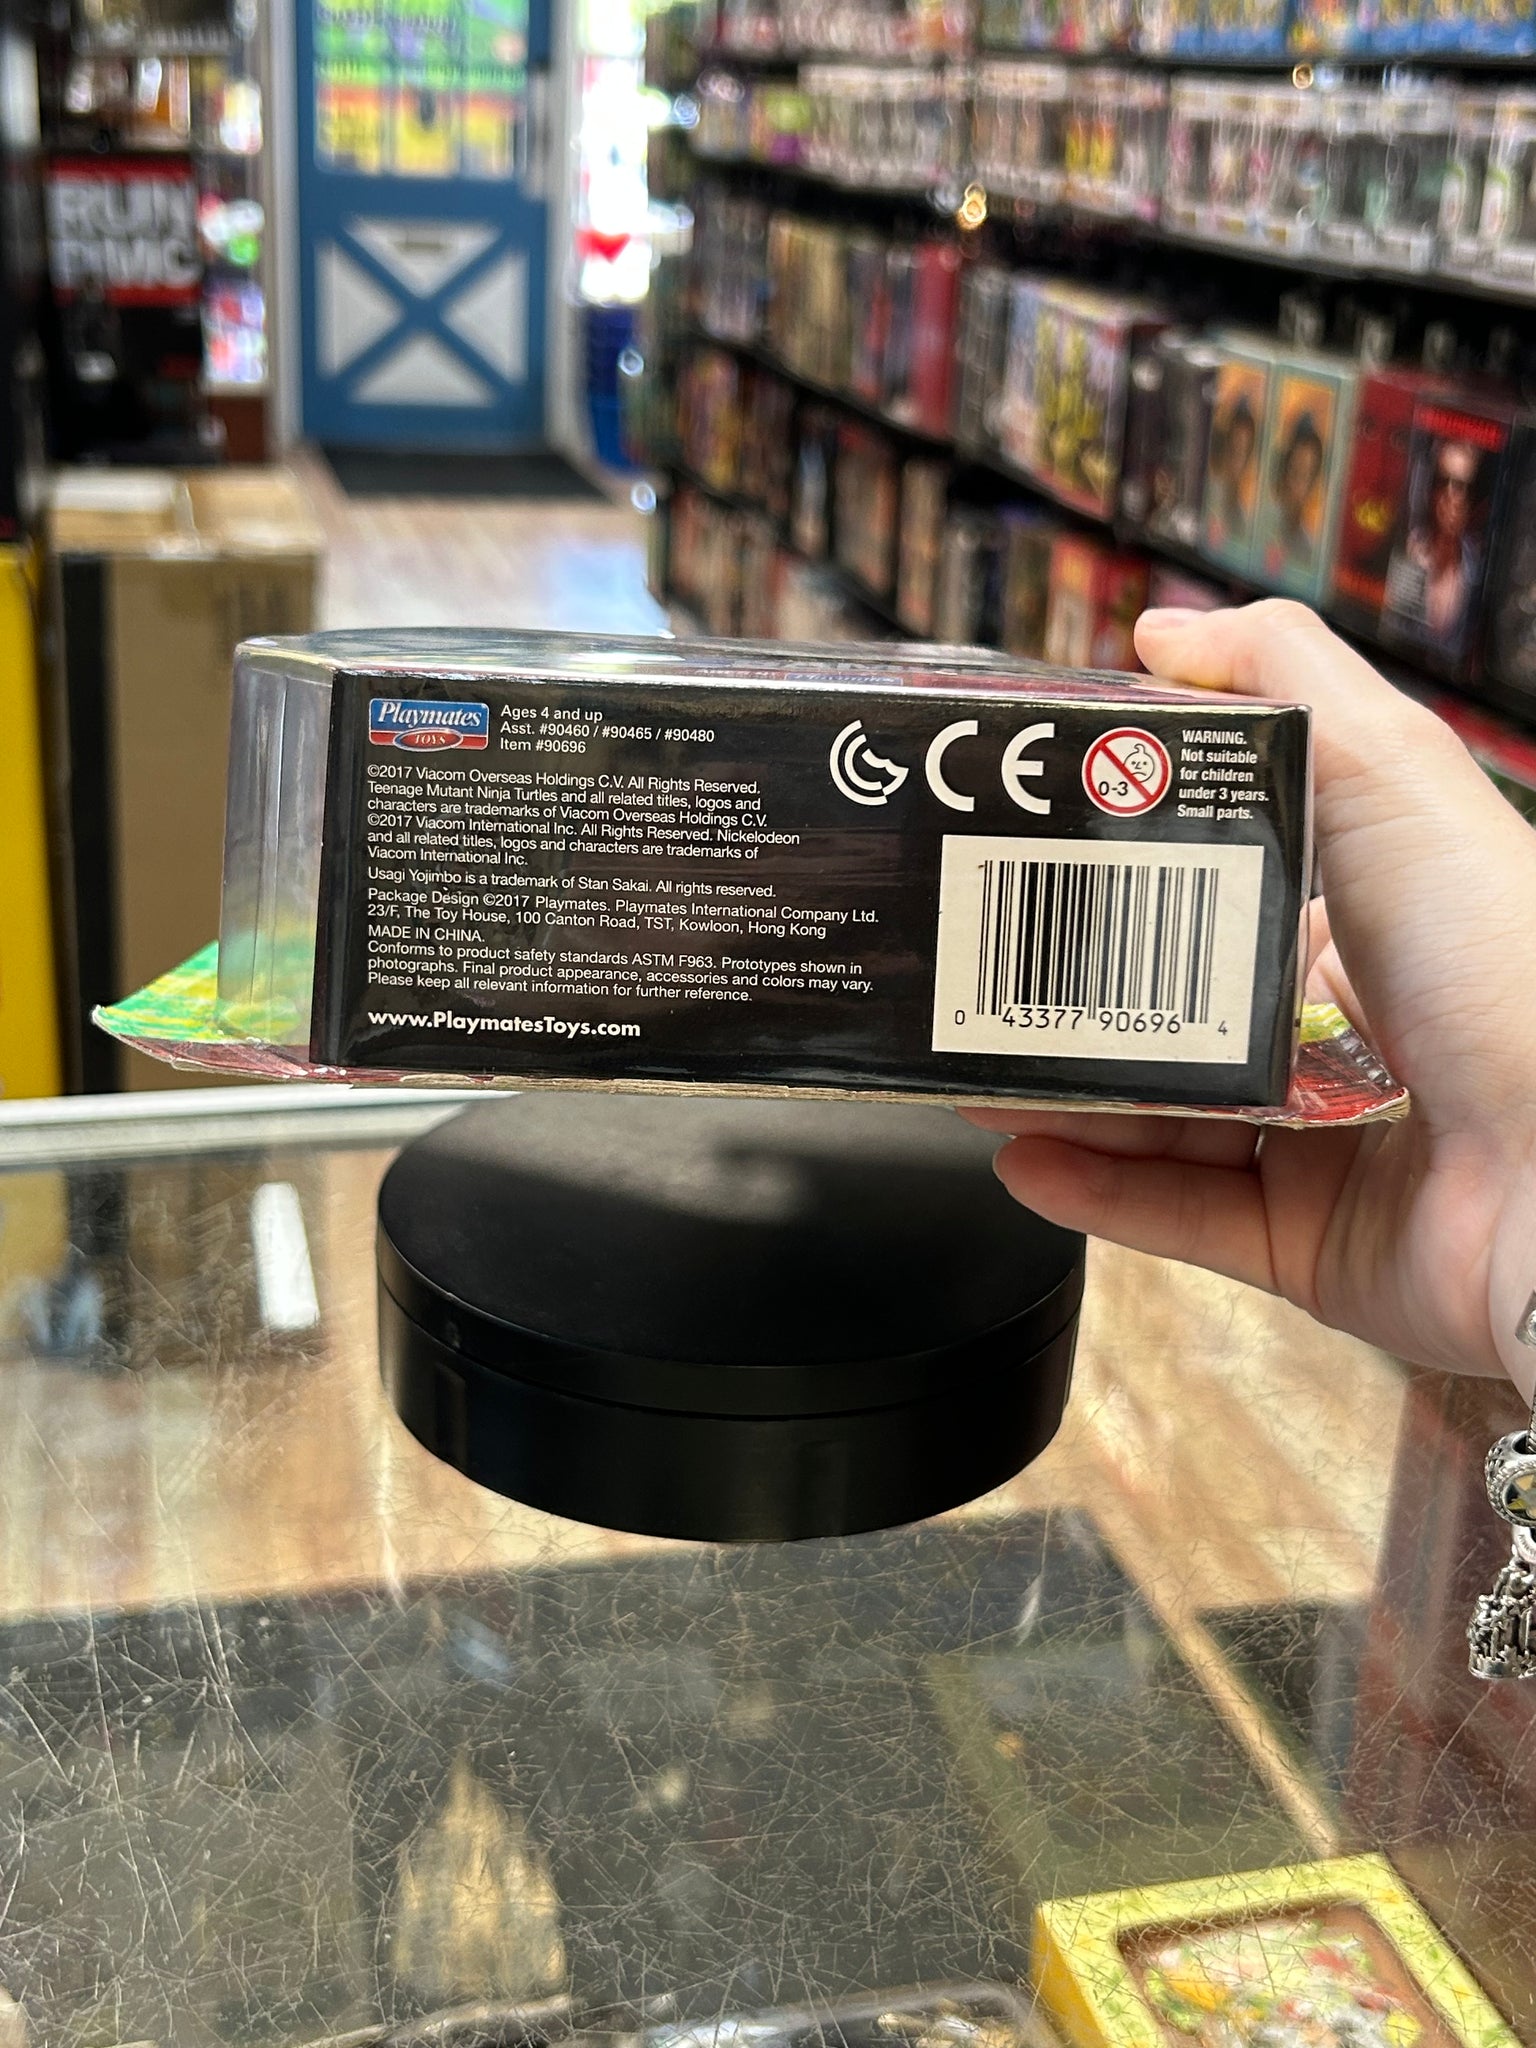 RUN
DMC
Playmates
TOYS
Ages 4 and up
Asst. #90460 / #90465 / #90480
Item #90696
©2017 Viacom Overseas Holdings C.V. All Rights Reserved.
Teenage Mutant Ninja Turtles and all related titles, logos and
characters are trademarks of Viacom Overseas Holdings C.V.
©2017 Viacom International Inc. All Rights Reserved. Nickelodeon
and all related titles, logos and characters are trademarks of
Viacom International Inc.
Usagi Yojimbo is a trademark of Stan Sakai. All rights reserved.
Package Design ©2017 Playmates. Playmates International Company Ltd.
23/F, The Toy House, 100 Canton Road, TST, Kowloon, Hong Kong
MADE IN CHINA.
Conforms to product safety standards ASTM F963. Prototypes shown in
photographs. Final product appearance, accessories and colors may vary.
Please keep all relevant information for further reference.
www.PlaymatesToys.com
CE
0-3
WARNING.
Not suitable
for children
under 3 years.
Small parts.
0 43377 90696 4